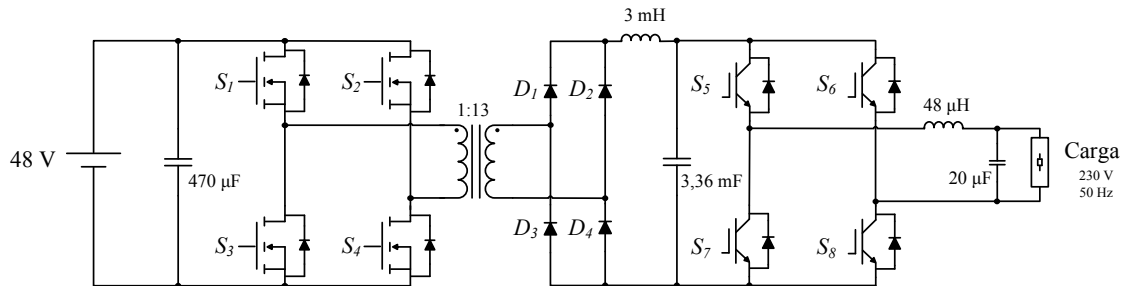 3 mH
S1
S2
D1
D2
S5
S6
1:13
48 μH
48 V
470 μF
3,36 mF
20 μF
Carga
230 V
50 Hz
S3
S4
D3
D4
S7
S8